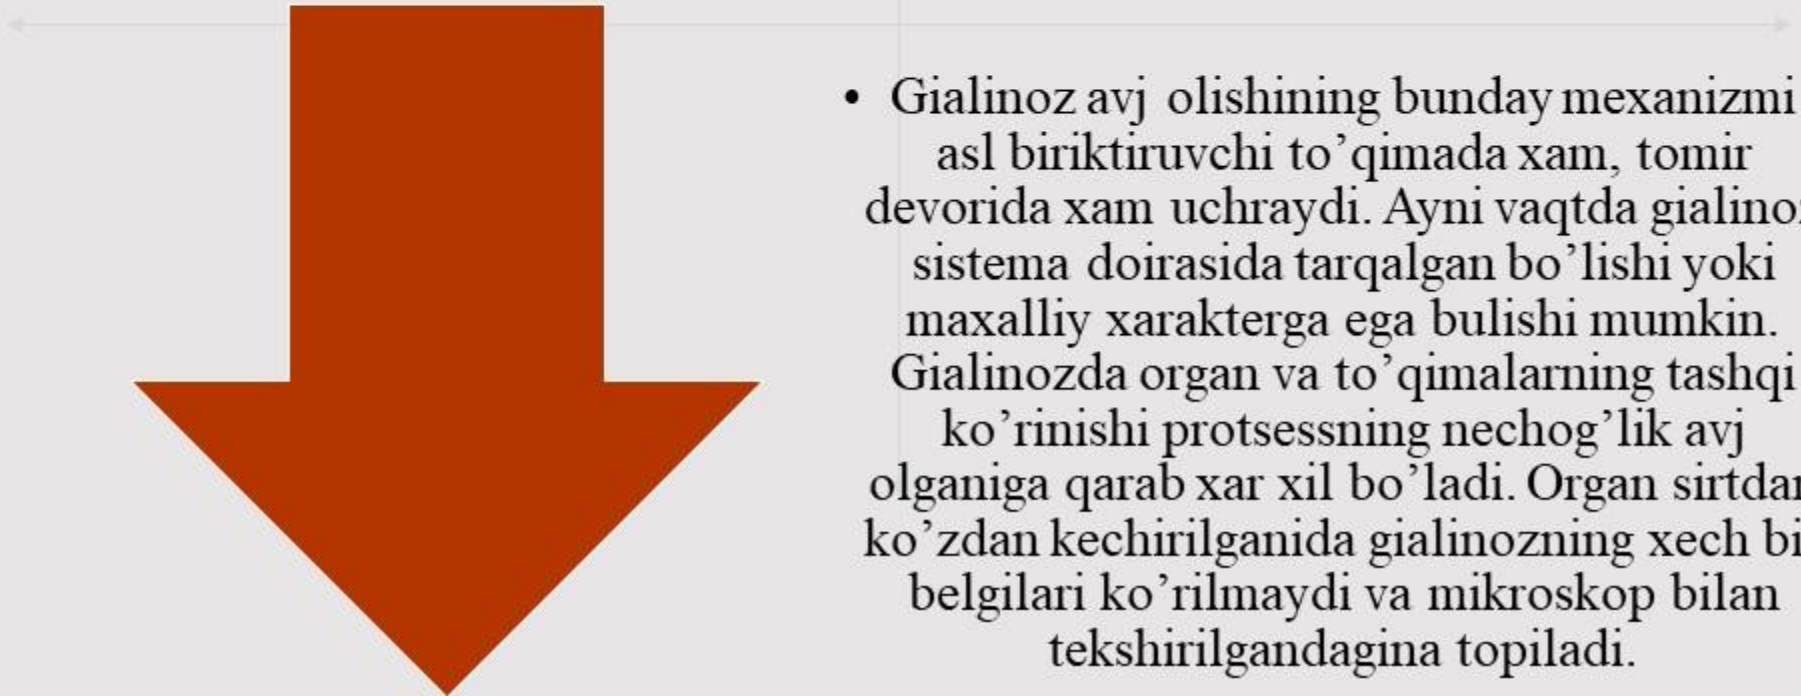 • Gialinoz avj olishining bunday mexanizmi
asl biriktiruvchi to’qimada xam, tomir
devorida xam uchraydi. Ayni vaqtda gialinoz
sistema doirasida tarqalgan bo’lishi yoki
maxalliy xarakterga ega bulishi mumkin.
Gialinozda organ va to’qimalarning tashqi
ko’rinishi protsessning nechog’lik avj
olganiga qarab xar xil bo’ladi. Organ sirtdan
ko’zdan kechirilganida gialinozning xech bi
belgilari ko’rilmaydi va mikroskop bilan
tekshirilgandagina topiladi.